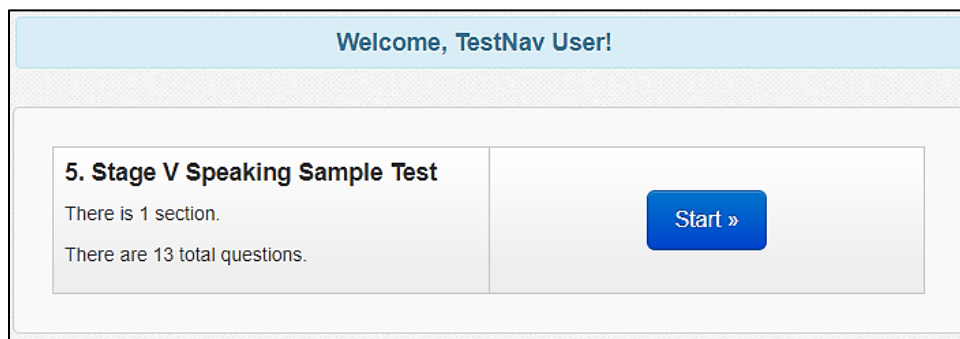 Welcome, TestNav User!
5. Stage V Speaking Sample Test
There is 1 section.
There are 13 total questions.
Start »